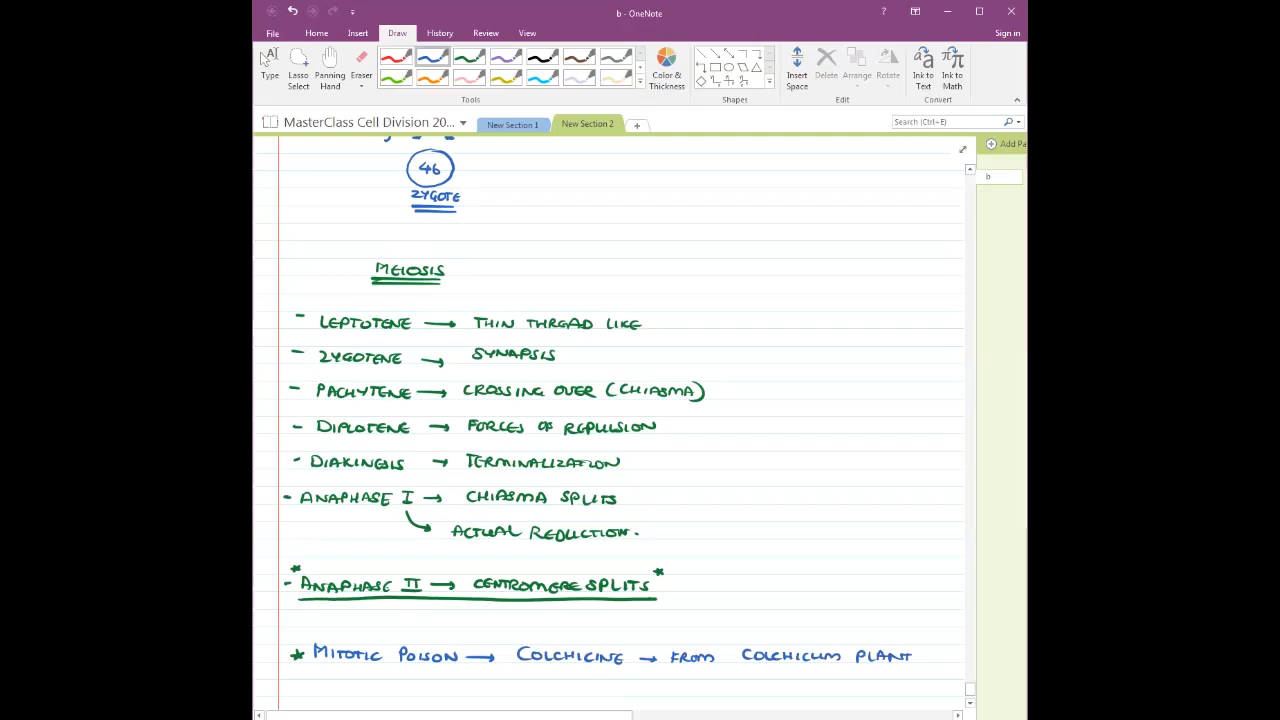 b - OneNote
?
File Home Insert Draw History Review View
Sign in
Type
Lasso Select
Panning Hand
Eraser
Color & Thickness
Insert Space
Delete
Arrange
Rotate
Ink to Text
Ink to Math
Tools
Shapes
Edit
Convert
MasterClass Cell Division 20...
New Section 1
New Section 2
Search (Ctrl+E)
Add Pa
b
46
ZYGOTE
MEIOSIS
- LEPTOTENE → THIN THREAD LIKE
- ZYGOTENE → SYNAPSIS
- PACHYTENE → CROSSING OVER (CHIASMA)
- DIPLOTENE → FORCES OF REPULSION
- DIAKINESIS → TERMINALIZATION
- ANAPHASE I → CHIASMA SPLITS
↳ ACTUAL REDUCTION.
* - ANAPHASE II → CENTROMERE SPLITS *
* MITOTIC POISON → COLCHICINE → FROM COLCHICUM PLANT